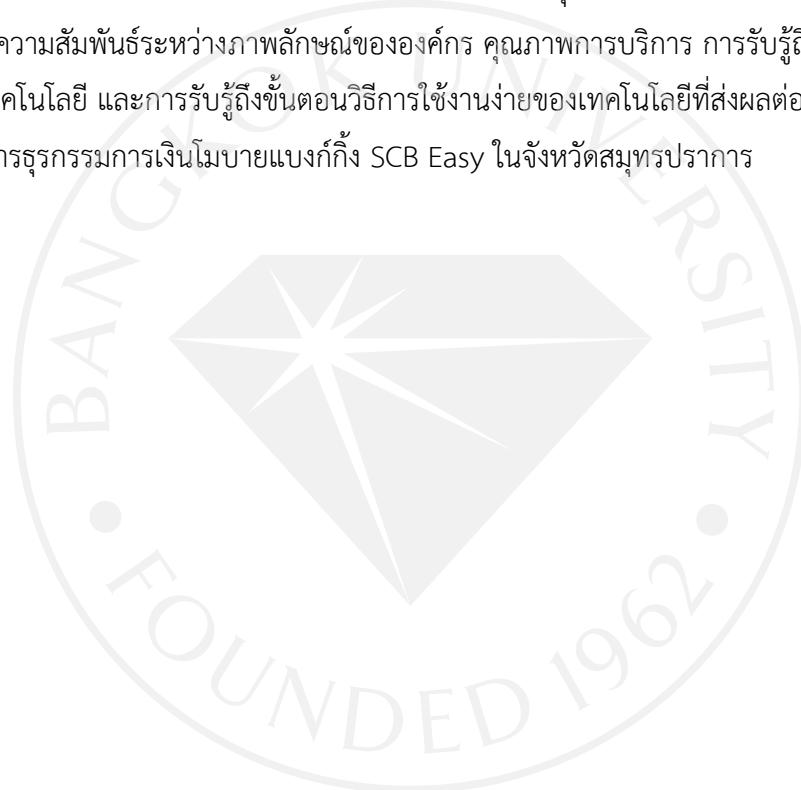 ความสัมพันธ์ระหว่างภาพลักษณ์ขององค์กร คุณภาพการบริการ การรับรู้ถึ
คโนโลยี และการรับรู้ถึงขั้นตอนวิธีการใช้งานง่ายของเทคโนโลยีที่ส่งผลต่อ
ารธุรกรรมการเงินโมบายแบงก์กิ้ง SCB Easy ในจังหวัดสมุทรปราการ
BANGKOK UNIVERSITY
FOUNDED 1962